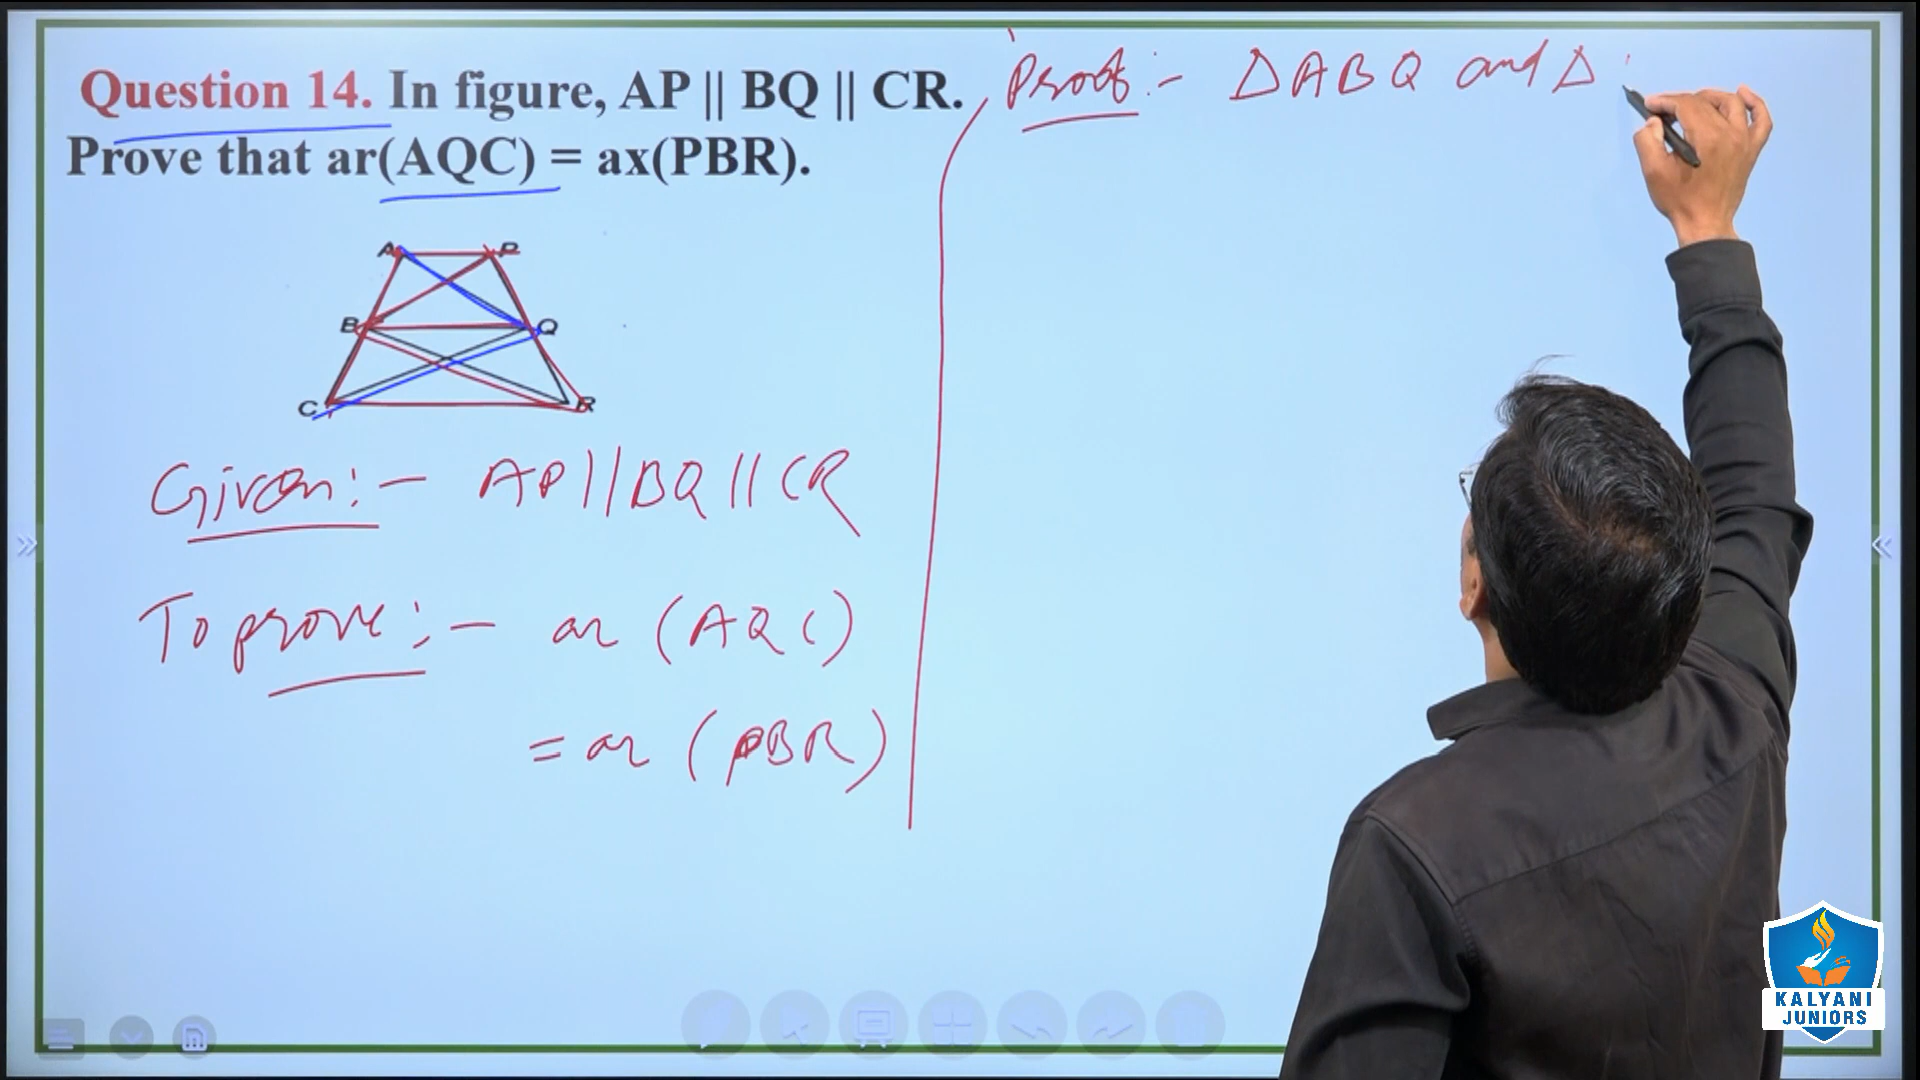 Question 14. In figure, AP || BQ || CR.
Prove that ar(AQC) = ax(PBR).
A P
B Q
C R
Given:- AP||BQ||CR
To prove:- ar (AQC)
= ar (PBR)
Proof:- Δ ABQ and Δ
KALYANI
JUNIORS